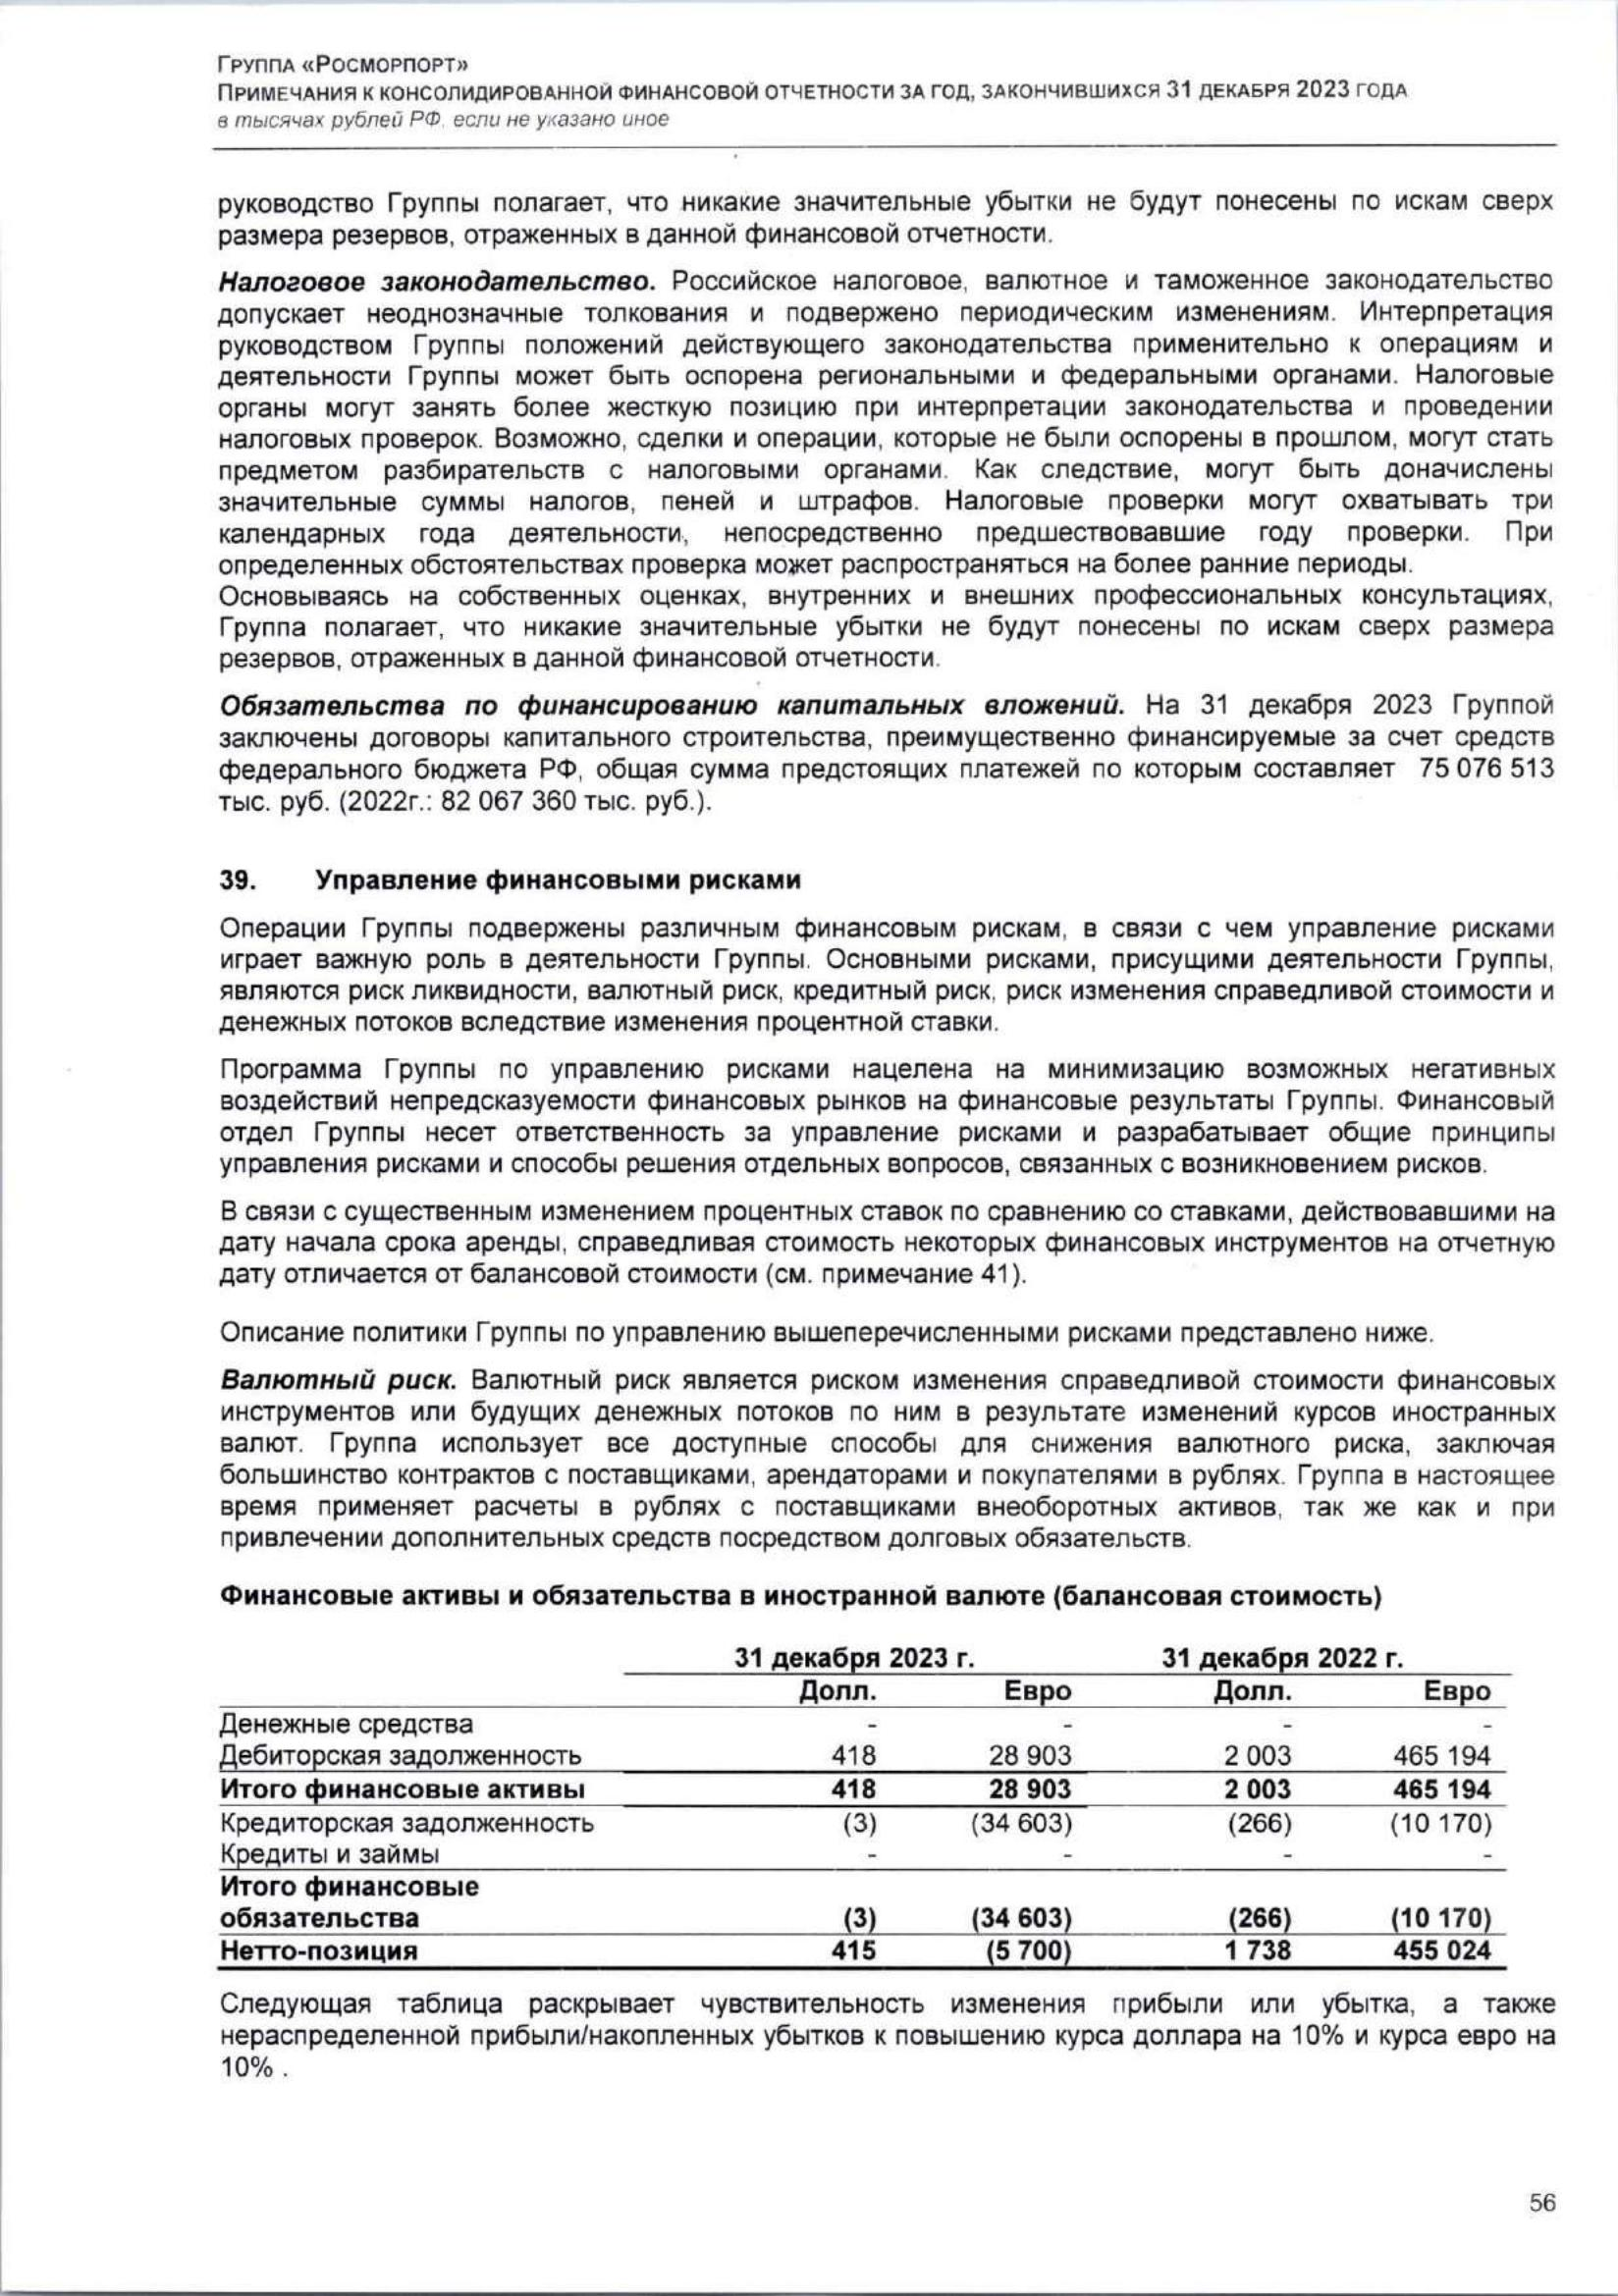 ГРУППА «РОСМОРПОРТ»
ПРИМЕЧАНИЯ К КОНСОЛИДИРОВАННОЙ ФИНАНСОВОЙ ОТЧЕТНОСТИ ЗА ГОД, ЗАКОНЧИВШИХСЯ 31 ДЕКАБРЯ 2023 ГОДА
в тысячах рублей РФ, если не указано иное
руководство Группы полагает, что никакие значительные убытки не будут понесены по искам сверх
размера резервов, отраженных в данной финансовой отчетности.
Налоговое законодательство. Российское налоговое, валютное и таможенное законодательство
допускает неоднозначные толкования и подвержено периодическим изменениям. Интерпретация
руководством Группы положений действующего законодательства применительно к операциям и
деятельности Группы может быть оспорена региональными и федеральными органами. Налоговые
органы могут занять более жесткую позицию при интерпретации законодательства и проведении
налоговых проверок. Возможно, сделки и операции, которые не были оспорены в прошлом, могут стать
предметом разбирательств с налоговыми органами. Как следствие, могут быть доначислены
значительные суммы налогов, пеней и штрафов. Налоговые проверки могут охватывать три
календарных года деятельности, непосредственно предшествовавшие году проверки. При
определенных обстоятельствах проверка может распространяться на более ранние периоды.
Основываясь на собственных оценках, внутренних и внешних профессиональных консультациях,
Группа полагает, что никакие значительные убытки не будут понесены по искам сверх размера
резервов, отраженных в данной финансовой отчетности.
Обязательства по финансированию капитальных вложений. На 31 декабря 2023 Группой
заключены договоры капитального строительства, преимущественно финансируемые за счет средств
федерального бюджета РФ, общая сумма предстоящих платежей по которым составляет 75 076 513
тыс. руб. (2022г.: 82 067 360 тыс. руб.).
39. Управление финансовыми рисками
Операции Группы подвержены различным финансовым рискам, в связи с чем управление рисками
играет важную роль в деятельности Группы. Основными рисками, присущими деятельности Группы,
являются риск ликвидности, валютный риск, кредитный риск, риск изменения справедливой стоимости и
денежных потоков вследствие изменения процентной ставки.
Программа Группы по управлению рисками нацелена на минимизацию возможных негативных
воздействий непредсказуемости финансовых рынков на финансовые результаты Группы. Финансовый
отдел Группы несет ответственность за управление рисками и разрабатывает общие принципы
управления рисками и способы решения отдельных вопросов, связанных с возникновением рисков.
В связи с существенным изменением процентных ставок по сравнению со ставками, действовавшими на
дату начала срока аренды, справедливая стоимость некоторых финансовых инструментов на отчетную
дату отличается от балансовой стоимости (см. примечание 41).
Описание политики Группы по управлению вышеперечисленными рисками представлено ниже.
Валютный риск. Валютный риск является риском изменения справедливой стоимости финансовых
инструментов или будущих денежных потоков по ним в результате изменений курсов иностранных
валют. Группа использует все доступные способы для снижения валютного риска, заключая
большинство контрактов с поставщиками, арендаторами и покупателями в рублях. Группа в настоящее
время применяет расчеты в рублях с поставщиками внеоборотных активов, так же как и при
привлечении дополнительных средств посредством долговых обязательств.
Финансовые активы и обязательства в иностранной валюте (балансовая стоимость)
31 декабря 2023 г. 31 декабря 2022 г.
Долл. Евро Долл. Евро
Денежные средства - - - -
Дебиторская задолженность 418 28 903 2 003 465 194
Итого финансовые активы 418 28 903 2 003 465 194
Кредиторская задолженность (3) (34 603) (266) (10 170)
Кредиты и займы - - - -
Итого финансовые
обязательства (3) (34 603) (266) (10 170)
Нетто-позиция 415 (5 700) 1 738 455 024
Следующая таблица раскрывает чувствительность изменения прибыли или убытка, а также
нераспределенной прибыли/накопленных убытков к повышению курса доллара на 10% и курса евро на
10% .
56